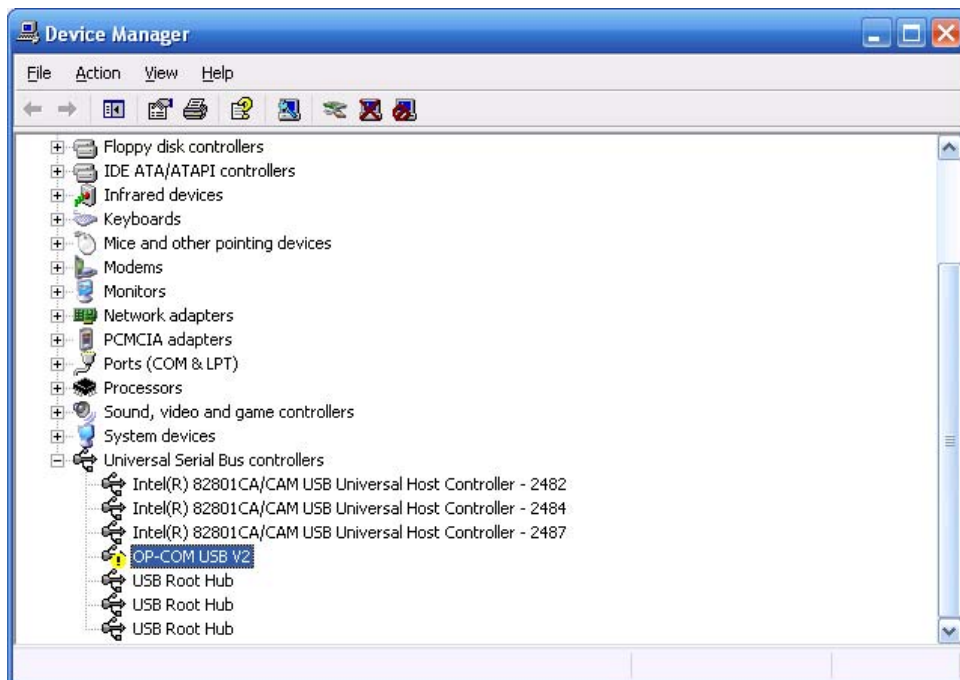 Device Manager
File Action View Help
Floppy disk controllers
IDE ATA/ATAPI controllers
Infrared devices
Keyboards
Mice and other pointing devices
Modems
Monitors
Network adapters
PCMCIA adapters
Ports (COM & LPT)
Processors
Sound, video and game controllers
System devices
Universal Serial Bus controllers
Intel(R) 82801CA/CAM USB Universal Host Controller - 2482
Intel(R) 82801CA/CAM USB Universal Host Controller - 2484
Intel(R) 82801CA/CAM USB Universal Host Controller - 2487
OP-COM USB V2
USB Root Hub
USB Root Hub
USB Root Hub